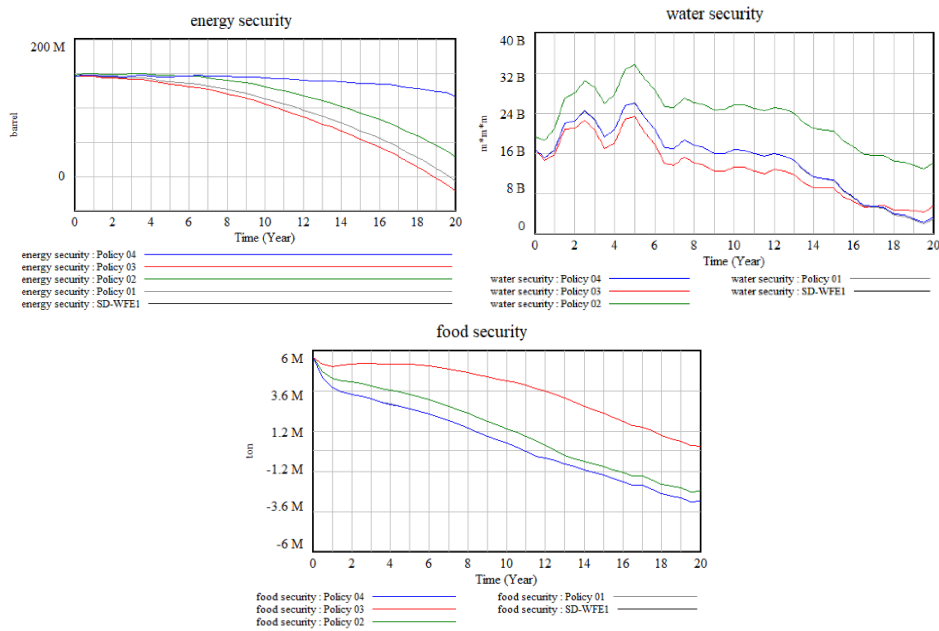 energy security
200 M
barrel
0
0 2 4 6 8 10 12 14 16 18 20
Time (Year)
energy security : Policy 04
energy security : Policy 03
energy security : Policy 02
energy security : Policy 01
energy security : SD-WFE1
water security
40 B
32 B
24 B
16 B
8 B
0
m*m*m
0 2 4 6 8 10 12 14 16 18 20
Time (Year)
water security : Policy 04
water security : Policy 03
water security : Policy 02
water security : Policy 01
water security : SD-WFE1
food security
6 M
3.6 M
1.2 M
-1.2 M
-3.6 M
-6 M
ton
0 2 4 6 8 10 12 14 16 18 20
Time (Year)
food security : Policy 04
food security : Policy 03
food security : Policy 02
food security : Policy 01
food security : SD-WFE1